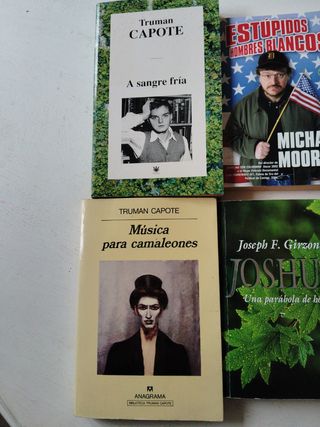 Truman
CAPOTE
A sangre fría
ESTUPIDOS
HOMBRES BLANCOS
MICHA
MOOR
TRUMAN CAPOTE
Música
para camaleones
ANAGRAMA
BIBLIOTECA TRUMAN CAPOTE
Joseph F. Girzon
JOSHU
Una parábola de h